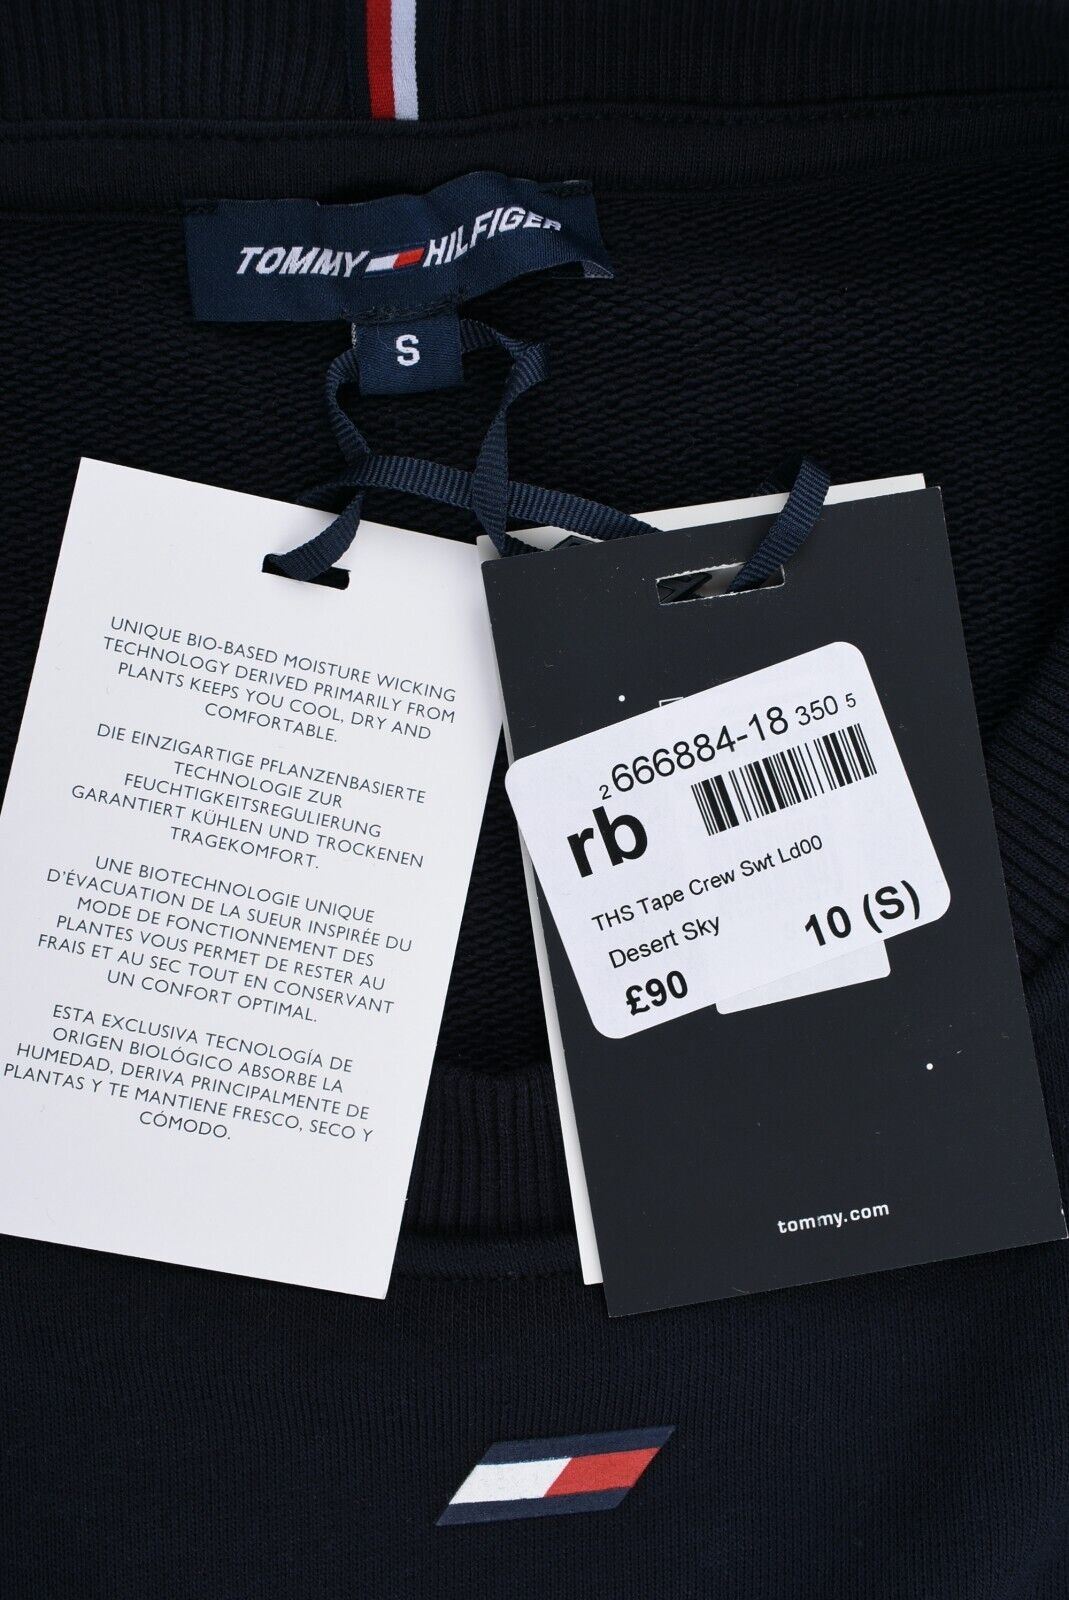 TOMMY HILFIGER
S
UNIQUE BIO-BASED MOISTURE WICKING
TECHNOLOGY DERIVED PRIMARILY FROM
PLANTS KEEPS YOU COOL, DRY AND
COMFORTABLE.
DIE EINZIGARTIGE PFLANZENBASIERTE
TECHNOLOGIE ZUR
FEUCHTIGKEITSREGULIERUNG
GARANTIERT KÜHLEN UND TROCKENEN
TRAGEKOMFORT.
UNE BIOTECHNOLOGIE UNIQUE
D'ÉVACUATION DE LA SUEUR INSPIRÉE DU
MODE DE FONCTIONNEMENT DES
PLANTES VOUS PERMET DE RESTER AU
FRAIS ET AU SEC TOUT EN CONSERVANT
UN CONFORT OPTIMAL.
ESTA EXCLUSIVA TECNOLOGÍA DE
ORIGEN BIOLÓGICO ABSORBE LA
HUMEDAD, DERIVA PRINCIPALMENTE DE
PLANTAS Y TE MANTIENE FRESCO, SECO Y
CÓMODO.
2 666884-18 350 5
rb
THS Tape Crew Swt Ld00
Desert Sky
10 (S)
£90
tommy.com